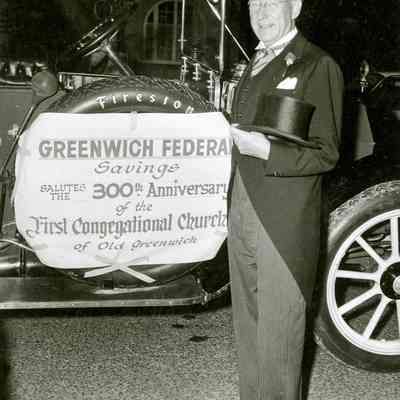 Firestone
GREENWICH FEDERAL
Savings
SALUTES THE 300th Anniversary
of the
First Congregational Church
of Old Greenwich